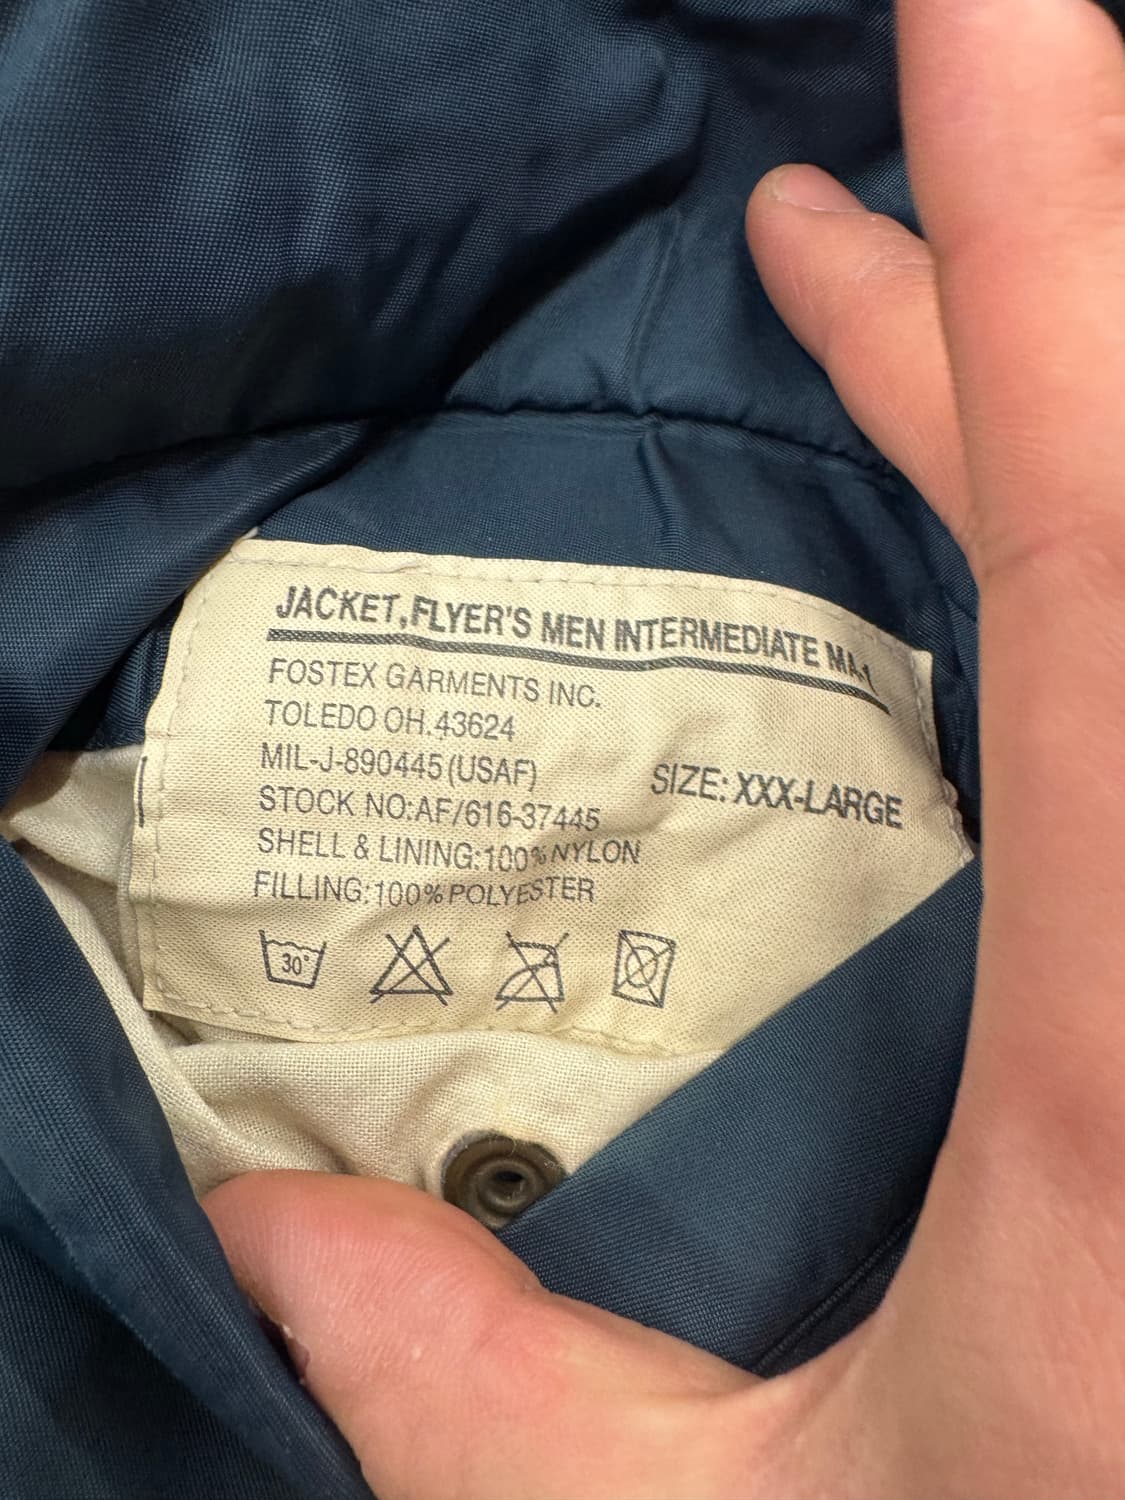 JACKET,FLYER'S MEN INTERMEDIATE MA-1
FOSTEX GARMENTS INC.
TOLEDO OH.43624
MIL-J-890445(USAF)
SIZE: XXX-LARGE
STOCK NO:AF/616-37445
SHELL & LINING:100%NYLON
FILLING:100%POLYESTER
30°